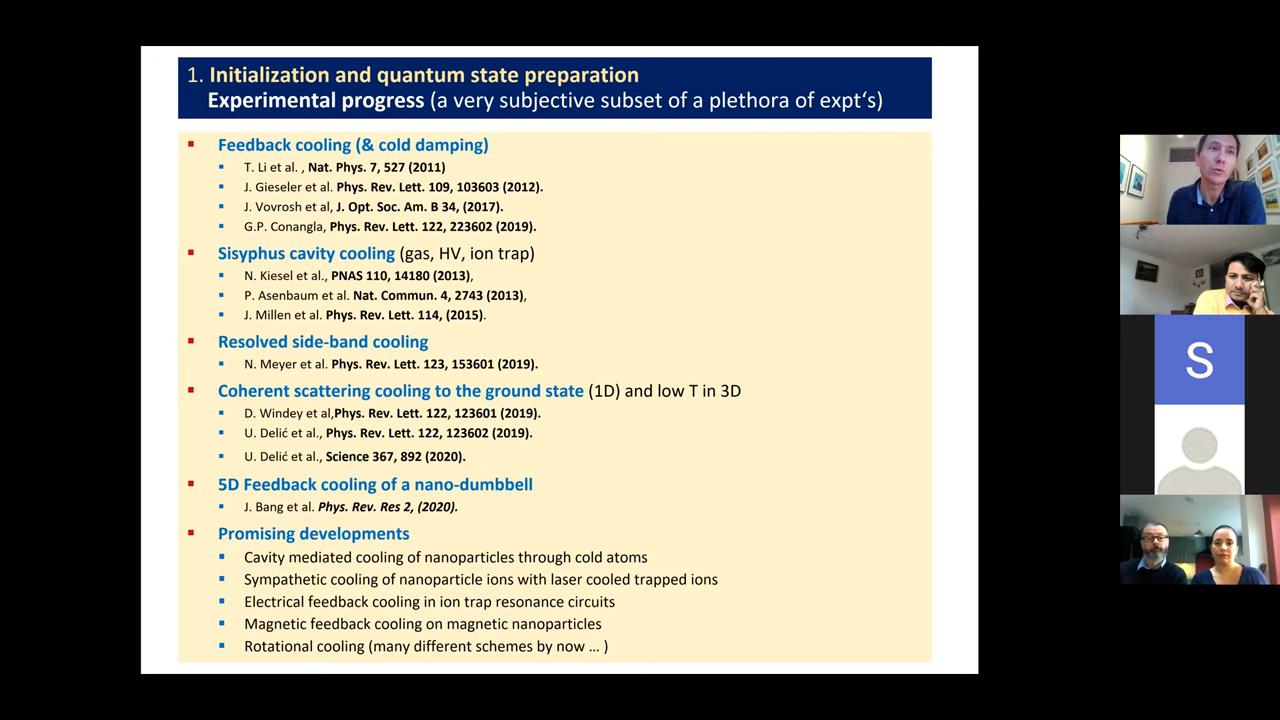 1. Initialization and quantum state preparation
Experimental progress (a very subjective subset of a plethora of expt‘s)
Feedback cooling (& cold damping)
T. Li et al. , Nat. Phys. 7, 527 (2011)
J. Gieseler et al. Phys. Rev. Lett. 109, 103603 (2012).
J. Vovrosh et al, J. Opt. Soc. Am. B 34, (2017).
G.P. Conangla, Phys. Rev. Lett. 122, 223602 (2019).
Sisyphus cavity cooling (gas, HV, ion trap)
N. Kiesel et al., PNAS 110, 14180 (2013),
P. Asenbaum et al. Nat. Commun. 4, 2743 (2013),
J. Millen et al. Phys. Rev. Lett. 114, (2015).
Resolved side-band cooling
N. Meyer et al. Phys. Rev. Lett. 123, 153601 (2019).
Coherent scattering cooling to the ground state (1D) and low T in 3D
D. Windey et al,Phys. Rev. Lett. 122, 123601 (2019).
U. Delić et al., Phys. Rev. Lett. 122, 123602 (2019).
U. Delić et al., Science 367, 892 (2020).
5D Feedback cooling of a nano-dumbbell
J. Bang et al. Phys. Rev. Res 2, (2020).
Promising developments
Cavity mediated cooling of nanoparticles through cold atoms
Sympathetic cooling of nanoparticle ions with laser cooled trapped ions
Electrical feedback cooling in ion trap resonance circuits
Magnetic feedback cooling on magnetic nanoparticles
Rotational cooling (many different schemes by now … )
S